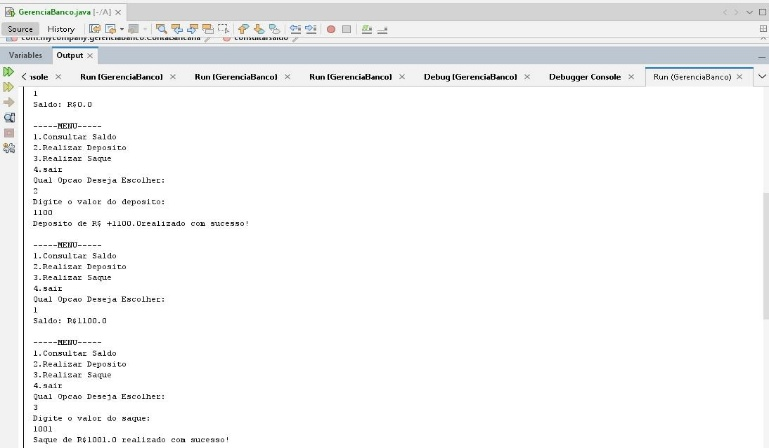 GerenciaBanco.java [-/A]
Source History
com.mycompany.gerenciabanco.ContaBancaria consultarSaldo
Variables Output
nsole Run (GerenciaBanco) Run (GerenciaBanco) Run (GerenciaBanco) Debug (GerenciaBanco) Debugger Console Run (GerenciaBanco)
1
Saldo: R$0.0
-----MENU-----
1.Consultar Saldo
2.Realizar Deposito
3.Realizar Saque
4.sair
Qual Opcao Deseja Escolher:
2
Digite o valor do deposito:
1100
Deposito de R$ +1100.0realizado com sucesso!
-----MENU-----
1.Consultar Saldo
2.Realizar Deposito
3.Realizar Saque
4.sair
Qual Opcao Deseja Escolher:
1
Saldo: R$1100.0
-----MENU-----
1.Consultar Saldo
2.Realizar Deposito
3.Realizar Saque
4.sair
Qual Opcao Deseja Escolher:
3
Digite o valor do saque:
1001
Saque de R$1001.0 realizado com sucesso!